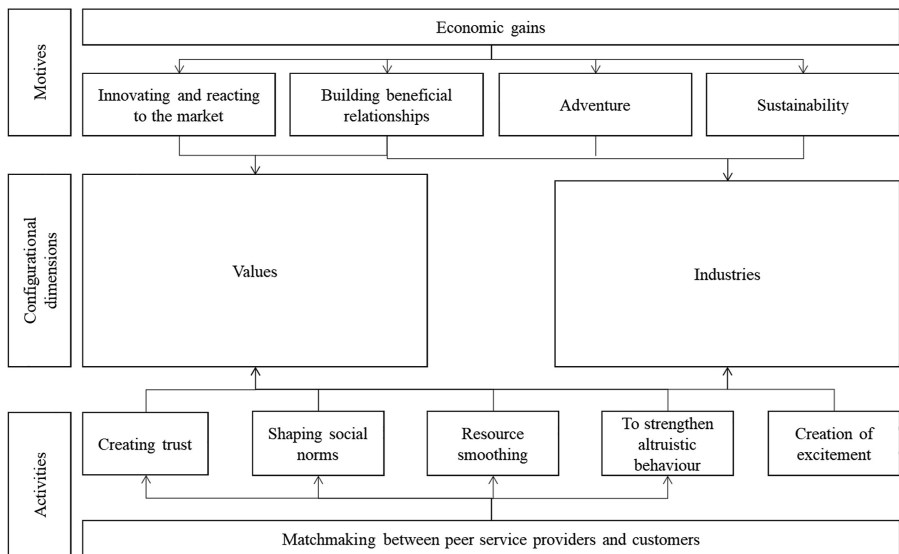 Motives
Economic gains
Innovating and reacting
to the market
Building beneficial
relationships
Adventure
Sustainability
Configurational
dimensions
Values
Industries
Activities
Creating trust
Shaping social
norms
Resource
smoothing
To strengthen
altruistic
behaviour
Creation of
excitement
Matchmaking between peer service providers and customers